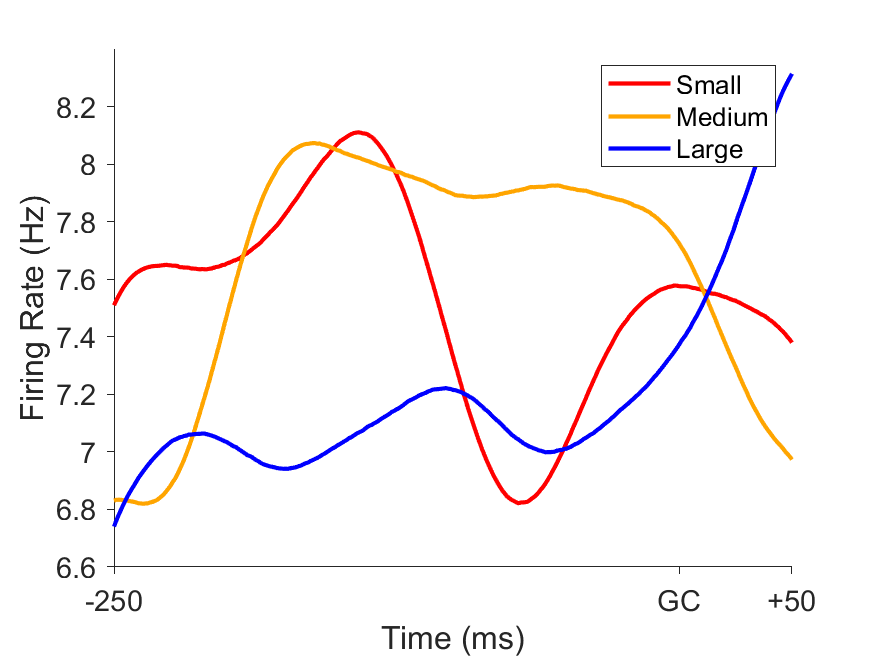 Small
Medium
Large
8.2
8
7.8
7.6
7.4
7.2
7
6.8
6.6
Firing Rate (Hz)
-250 GC +50
Time (ms)